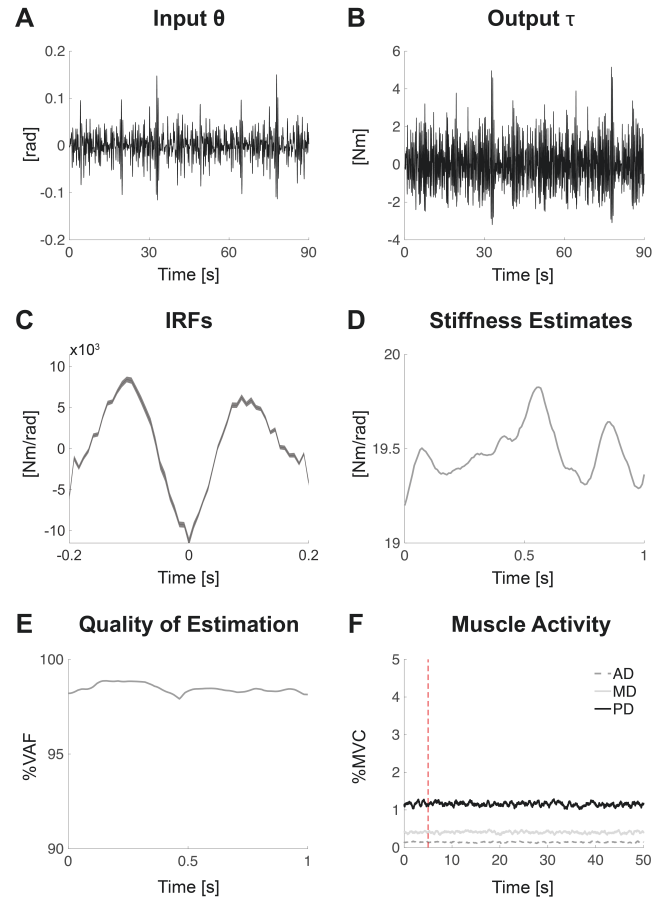 A Input θ
0.2
0.1
0
-0.1
-0.2
[rad]
0 30 60 90
Time [s]
B Output τ
6
4
2
0
-2
-4
[Nm]
0 30 60 90
Time [s]
C IRFs
x10³
10
5
0
-5
-10
[Nm/rad]
-0.2 0 0.2
Time [s]
D Stiffness Estimates
20
19.5
19
[Nm/rad]
0 0.5 1
Time [s]
E Quality of Estimation
100
95
90
%VAF
0 0.5 1
Time [s]
F Muscle Activity
5
4
3
2
1
0
%MVC
AD
MD
PD
0 10 20 30 40 50
Time [s]